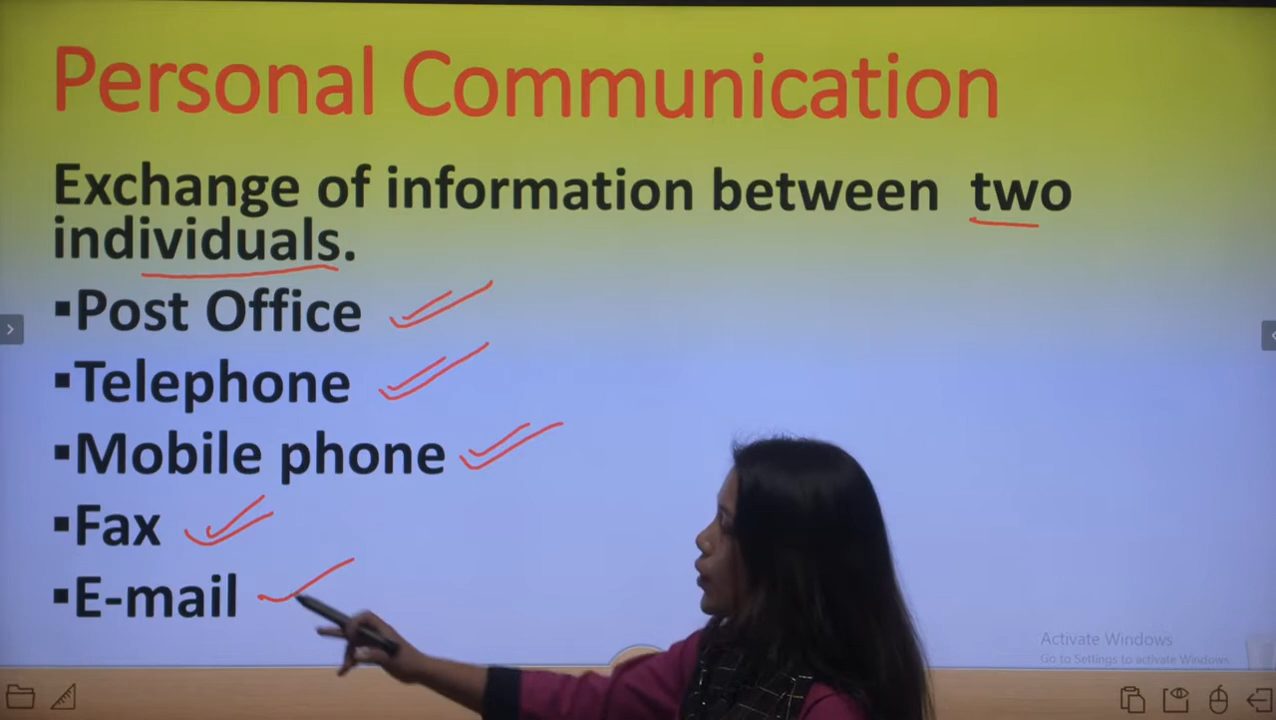 Personal Communication
Exchange of information between two
individuals.
▪Post Office
▪Telephone
▪Mobile phone
▪Fax
▪E-mail
Activate Windows
Go to Settings to activate Windows.